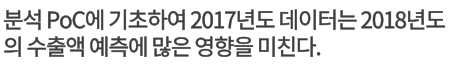 분석 PoC에 기초하여 2017년도 데이터는 2018년도
의 수출액 예측에 많은 영향을 미친다.